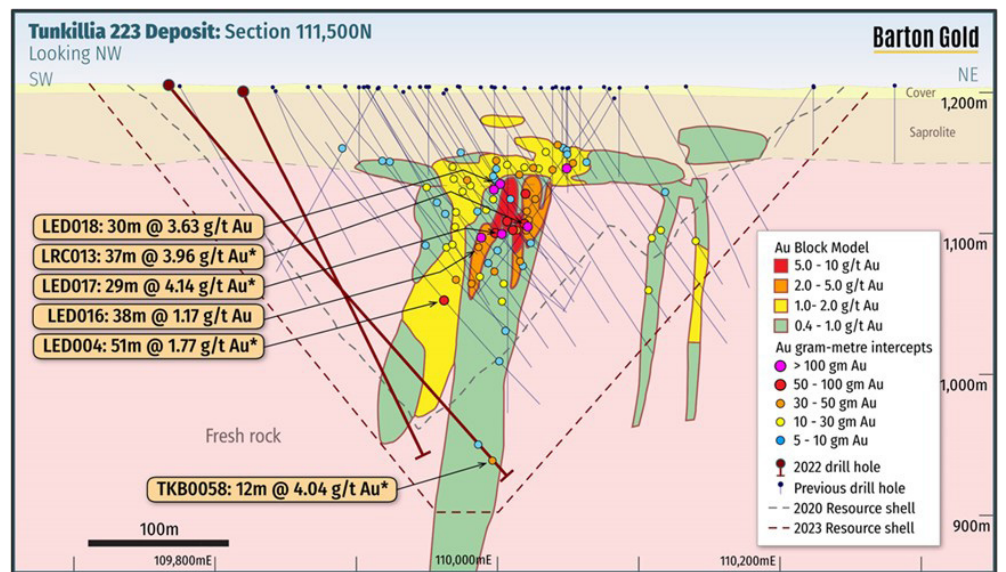 Tunkillia 223 Deposit: Section 111,500N
Looking NW
Barton Gold
SW
NE
Cover
1,200m
Saprolite
LED018: 30m @ 3.63 g/t Au
LRC013: 37m @ 3.96 g/t Au*
LED017: 29m @ 4.14 g/t Au*
LED016: 38m @ 1.17 g/t Au
LED004: 51m @ 1.77 g/t Au*
1,100m
Au Block Model
5.0 - 10 g/t Au
2.0 - 5.0 g/t Au
1.0- 2.0 g/t Au
0.4 - 1.0 g/t Au
Au gram-metre intercepts
> 100 gm Au
50 - 100 gm Au
30 - 50 gm Au
10 - 30 gm Au
5 - 10 gm Au
2022 drill hole
Previous drill hole
2020 Resource shell
2023 Resource shell
1,000m
Fresh rock
TKB0058: 12m @ 4.04 g/t Au*
100m
900m
109,800mE
110,000mE
110,200mE